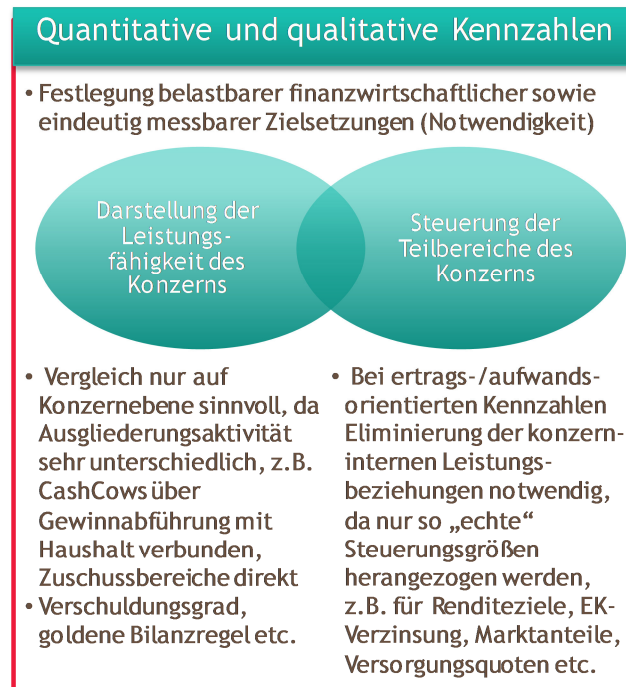 Quantitative und qualitative Kennzahlen
• Festlegung belastbarer finanzwirtschaftlicher sowie
eindeutig messbarer Zielsetzungen (Notwendigkeit)
Darstellung der
Leistungs-
fähigkeit des
Konzerns
Steuerung der
Teilbereiche des
Konzerns
• Vergleich nur auf
Konzernebene sinnvoll, da
Ausgliederungsaktivität
sehr unterschiedlich, z.B.
CashCows über
Gewinnabführung mit
Haushalt verbunden,
Zuschussbereiche direkt
• Verschuldungsgrad,
goldene Bilanzregel etc.
• Bei ertrags-/aufwands-
orientierten Kennzahlen
Eliminierung der konzern-
internen Leistungs-
beziehungen notwendig,
da nur so „echte“
Steuerungsgrößen
herangezogen werden,
z.B. für Renditeziele, EK-
Verzinsung, Marktanteile,
Versorgungsquoten etc.